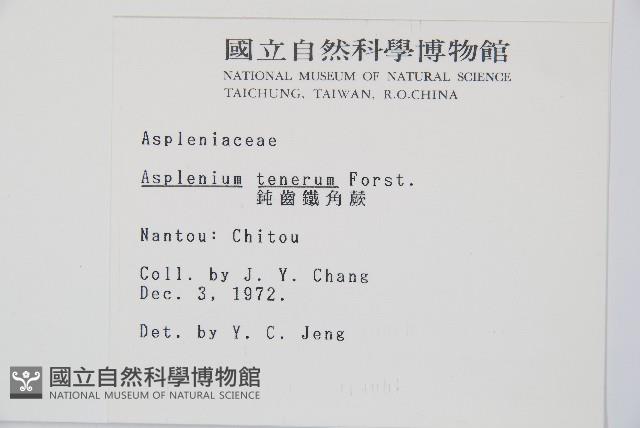 國立自然科學博物館
NATIONAL MUSEUM OF NATURAL SCIENCE
TAICHUNG, TAIWAN, R.O.CHINA
Aspleniaceae
Asplenium tenerum Forst.
鈍齒鐵角蕨
Nantou: Chitou
Coll. by J. Y. Chang
Dec. 3, 1972.
Det. by Y. C. Jeng
國立自然科學博物館
NATIONAL MUSEUM OF NATURAL SCIENCE